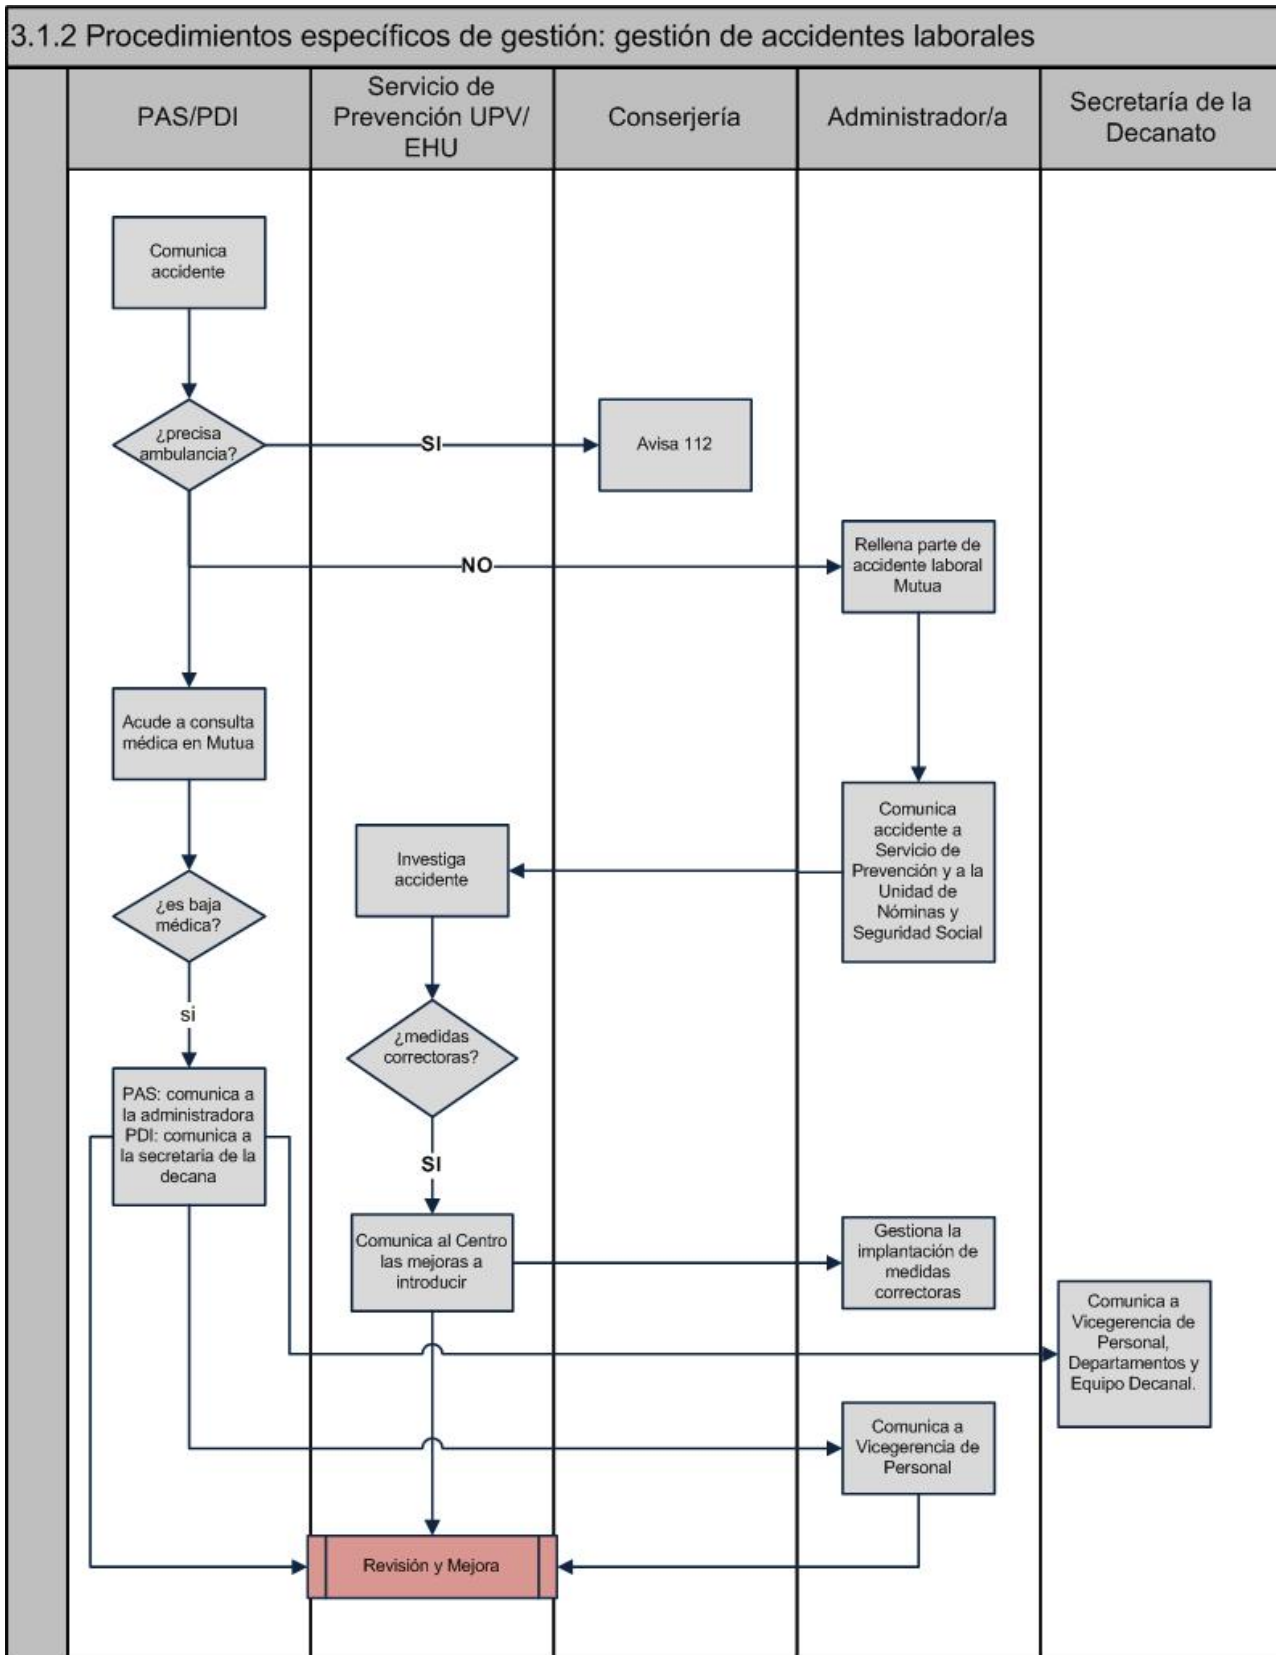 3.1.2 Procedimientos específicos de gestión: gestión de accidentes laborales
PAS/PDI
Servicio de
Prevención UPV/
EHU
Conserjería
Administrador/a
Secretaría de la
Decanato
Comunica
accidente
¿precisa
ambulancia?
SI
Avisa 112
NO
Rellena parte de
accidente laboral
Mutua
Acude a consulta
médica en Mutua
Comunica
accidente a
Servicio de
Prevención y a la
Unidad de
Nóminas y
Seguridad Social
Investiga
accidente
¿es baja
médica?
si
¿medidas
correctoras?
PAS: comunica a
la administradora
PDI: comunica a
la secretaria de la
decana
SI
Comunica al Centro
las mejoras a
introducir
Gestiona la
implantación de
medidas
correctoras
Comunica a
Vicegerencia de
Personal,
Departamentos y
Equipo Decanal.
Comunica a
Vicegerencia de
Personal
Revisión y Mejora